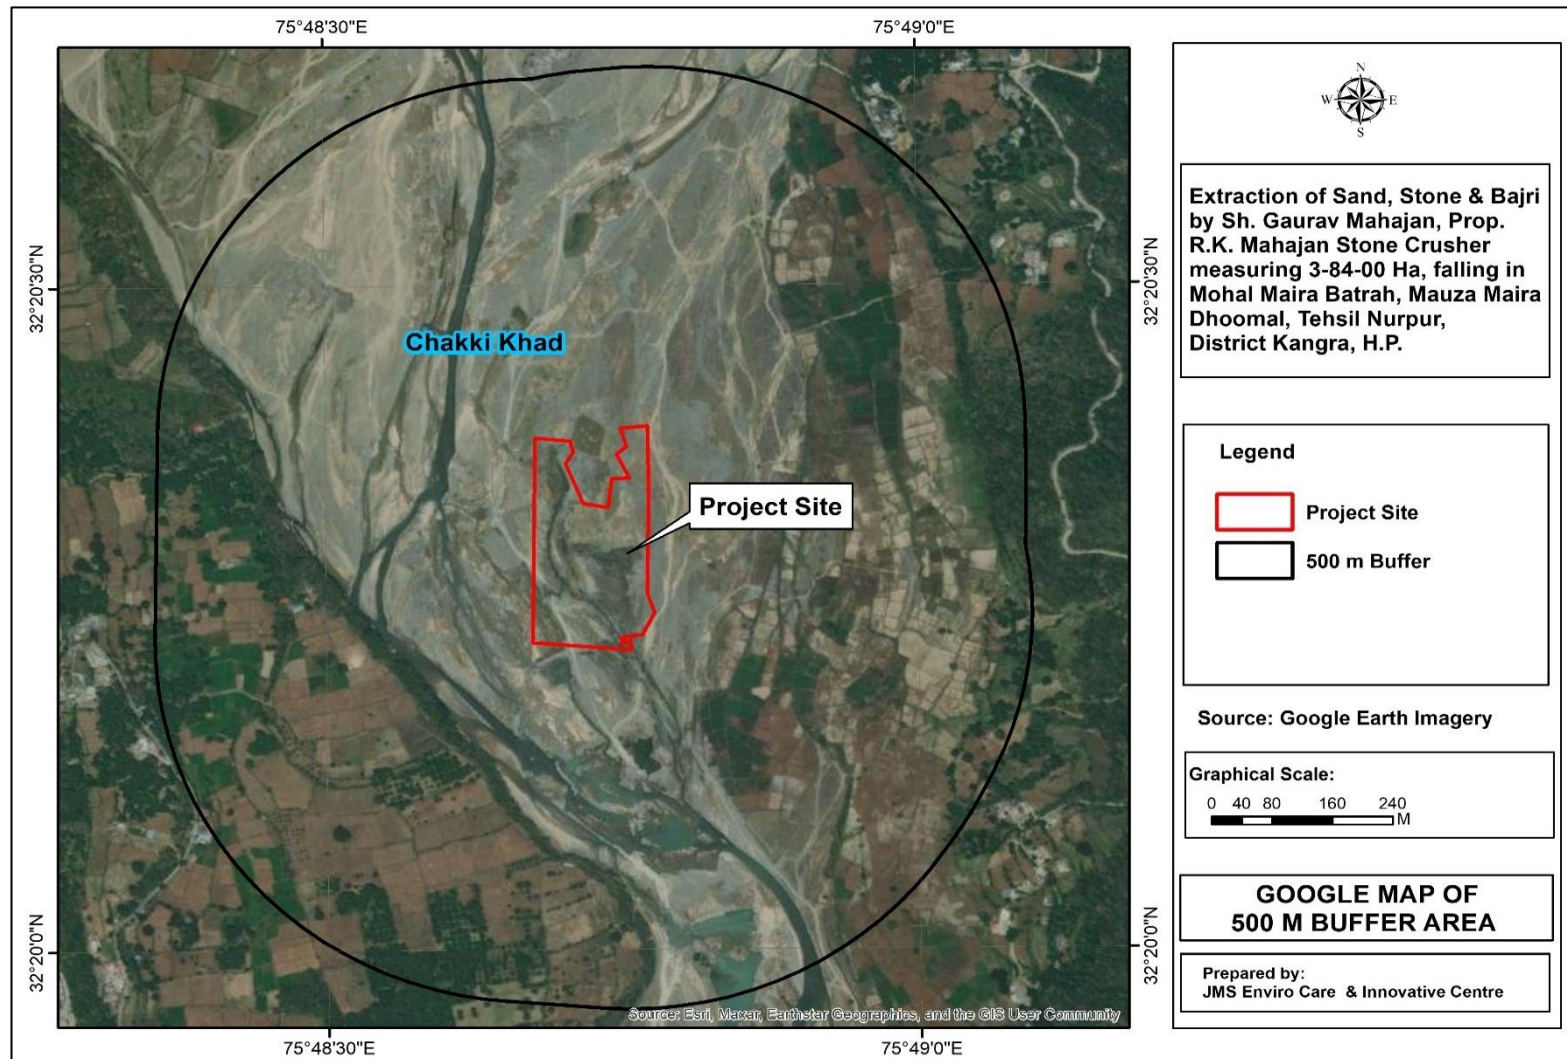 75°48'30"E
75°49'0"E
32°20'30"N
32°20'30"N
Chakki Khad
Project Site
32°20'0"N
32°20'0"N
Source: Esri, Maxar, Earthstar Geographics, and the GIS User Community
75°48'30"E
75°49'0"E
N
W E
S
Extraction of Sand, Stone & Bajri
by Sh. Gaurav Mahajan, Prop.
R.K. Mahajan Stone Crusher
measuring 3-84-00 Ha, falling in
Mohal Maira Batrah, Mauza Maira
Dhoomal, Tehsil Nurpur,
District Kangra, H.P.
Legend
Project Site
500 m Buffer
Source: Google Earth Imagery
Graphical Scale:
0 40 80 160 240
M
GOOGLE MAP OF
500 M BUFFER AREA
Prepared by:
JMS Enviro Care & Innovative Centre